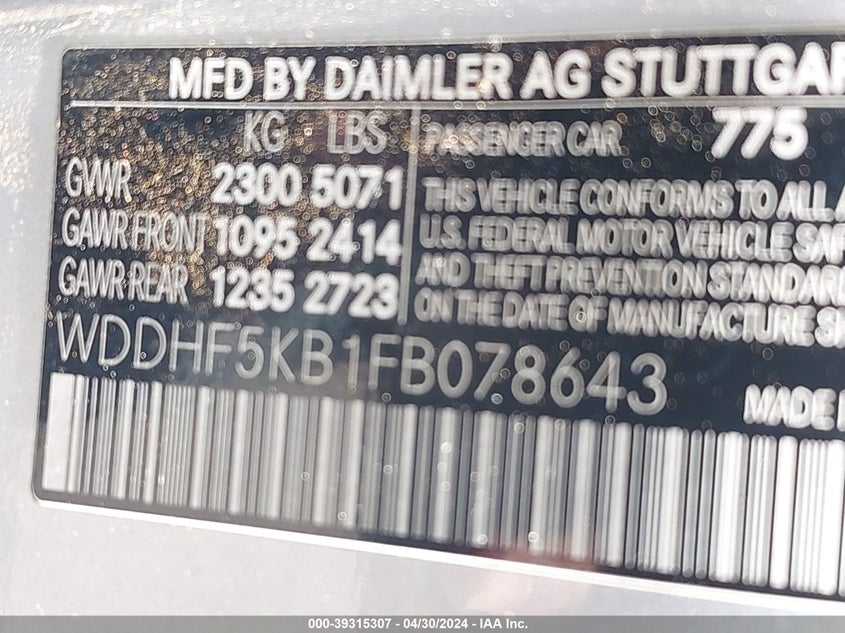 MFD BY DAIMLER AG STUTTGAR
KG LBS
GVWR 2300 5071
GAWR FRONT 1095 2414
GAWR REAR 1235 2723
PASSENGER CAR 775
THIS VEHICLE CONFORMS TO ALL A
U.S. FEDERAL MOTOR VEHICLE SAF
AND THEFT PREVENTION STANDARD
ON THE DATE OF MANUFACTURE S
WDDHF5KB1FB078643
MADE
000-39315307 / 04/30/2024 - IAA Inc.